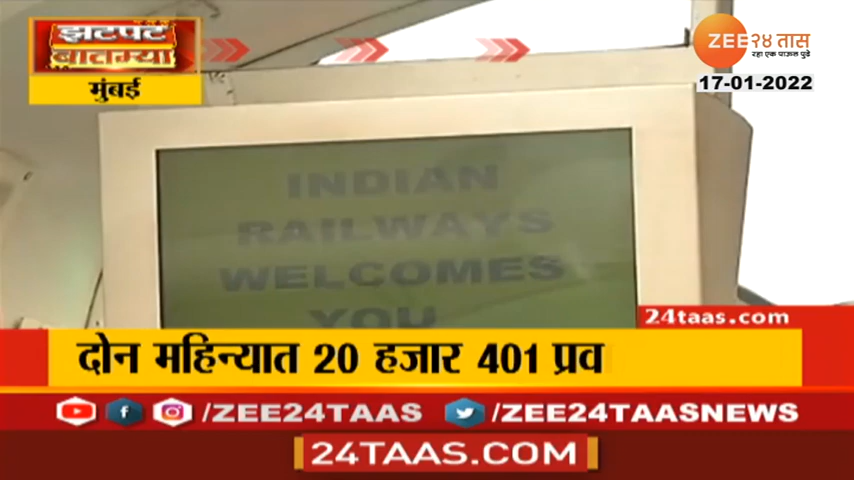 झटपट
बातम्या
मुंबई
ZEE २४ तास
रहा एक पाऊल पुढे
17-01-2022
INDIAN
RAILWAYS
WELCOMES
YOU
24taas.com
दोन महिन्यात 20 हजार 401 प्रव
/ZEE24TAAS /ZEE24TAASNEWS
24TAAS.COM